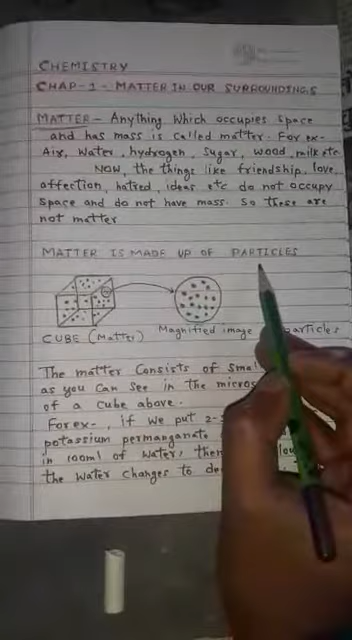 CHEMISTRY
CHAP-1- MATTER IN OUR SURROUNDINGS
MATTER- Anything which occupies space
and has mass is called matter. For ex-
Air, Water, hydrogen, Sugar, wood, milk etc
NOW, the things like friendship, love,
affection, hatred, ideas etc do not occupy
Space and do not have mass. So these are
not matter
MATTER IS MADE UP OF PARTICLES
CUBE (Matter) Magnified image particles
The matter Consists of
as you Can See in the
of a cube above.
For ex-, if we put
potassium permanganate
in 100ml of Water, then
the Water Changes to